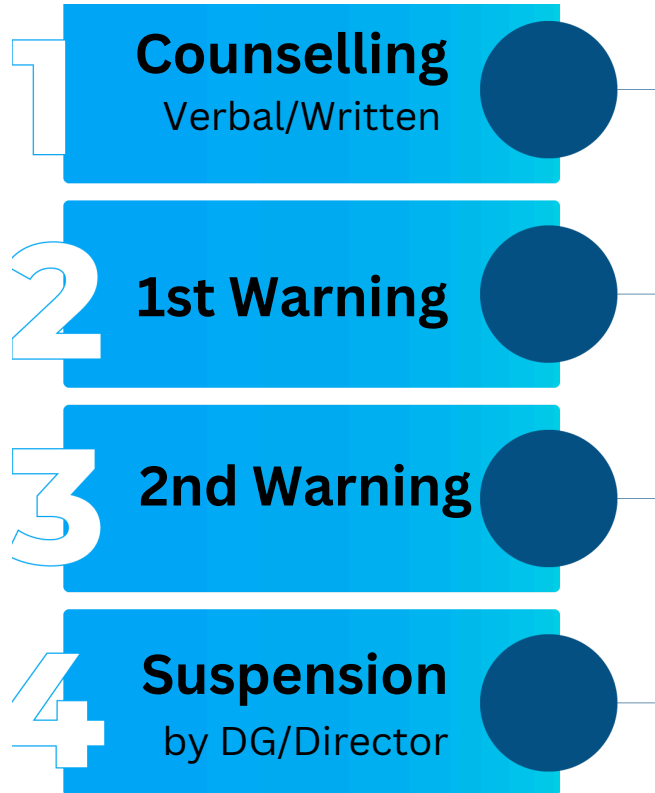 1
Counselling
Verbal/Written
2
1st Warning
3
2nd Warning
4
Suspension
by DG/Director